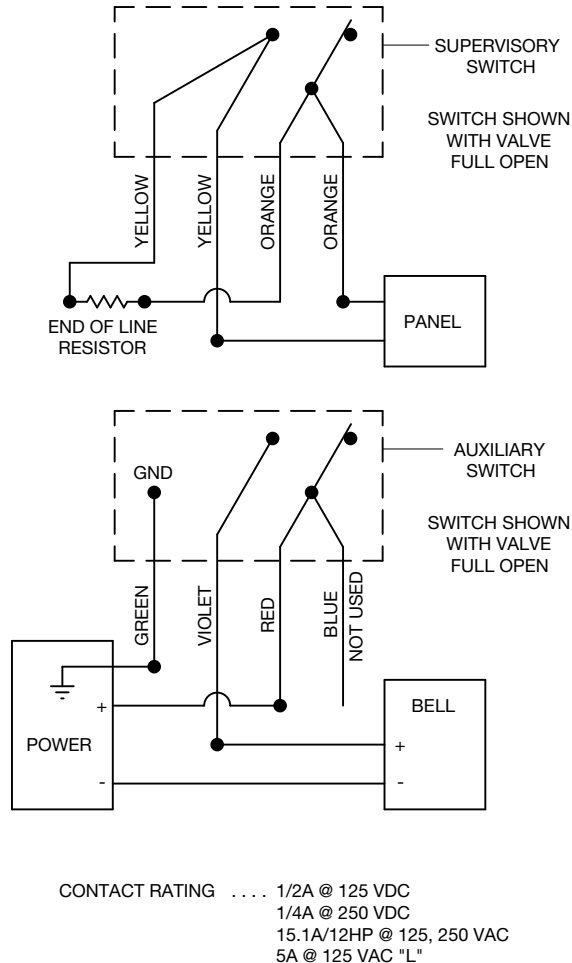 SUPERVISORY
SWITCH
SWITCH SHOWN
WITH VALVE
FULL OPEN
YELLOW
YELLOW
ORANGE
ORANGE
PANEL
END OF LINE
RESISTOR
GND
AUXILIARY
SWITCH
SWITCH SHOWN
WITH VALVE
FULL OPEN
GREEN
VIOLET
RED
BLUE
NOT USED
POWER
+
-
BELL
+
-
CONTACT RATING .... 1/2A @ 125 VDC
1/4A @ 250 VDC
15.1A/12HP @ 125, 250 VAC
5A @ 125 VAC "L"